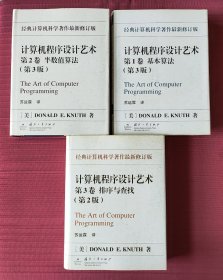 经典计算机科学著作最新修订版
计算机程序设计艺术
第2卷 半数值算法
(第3版)
The Art of Computer
Programming
苏运霖 译
[美] DONALD E. KNUTH 著
经典计算机科学著作最新修订版
计算机程序设计艺术
第1卷 基本算法
(第3版)
The Art of Computer
Programming
苏运霖 译
[美] DONALD E. KNUTH 著
经典计算机科学著作最新修订版
计算机程序设计艺术
第3卷 排序与查找
(第2版)
The Art of Computer
Programming
苏运霖 译
[美] DONALD E. KNUTH 著